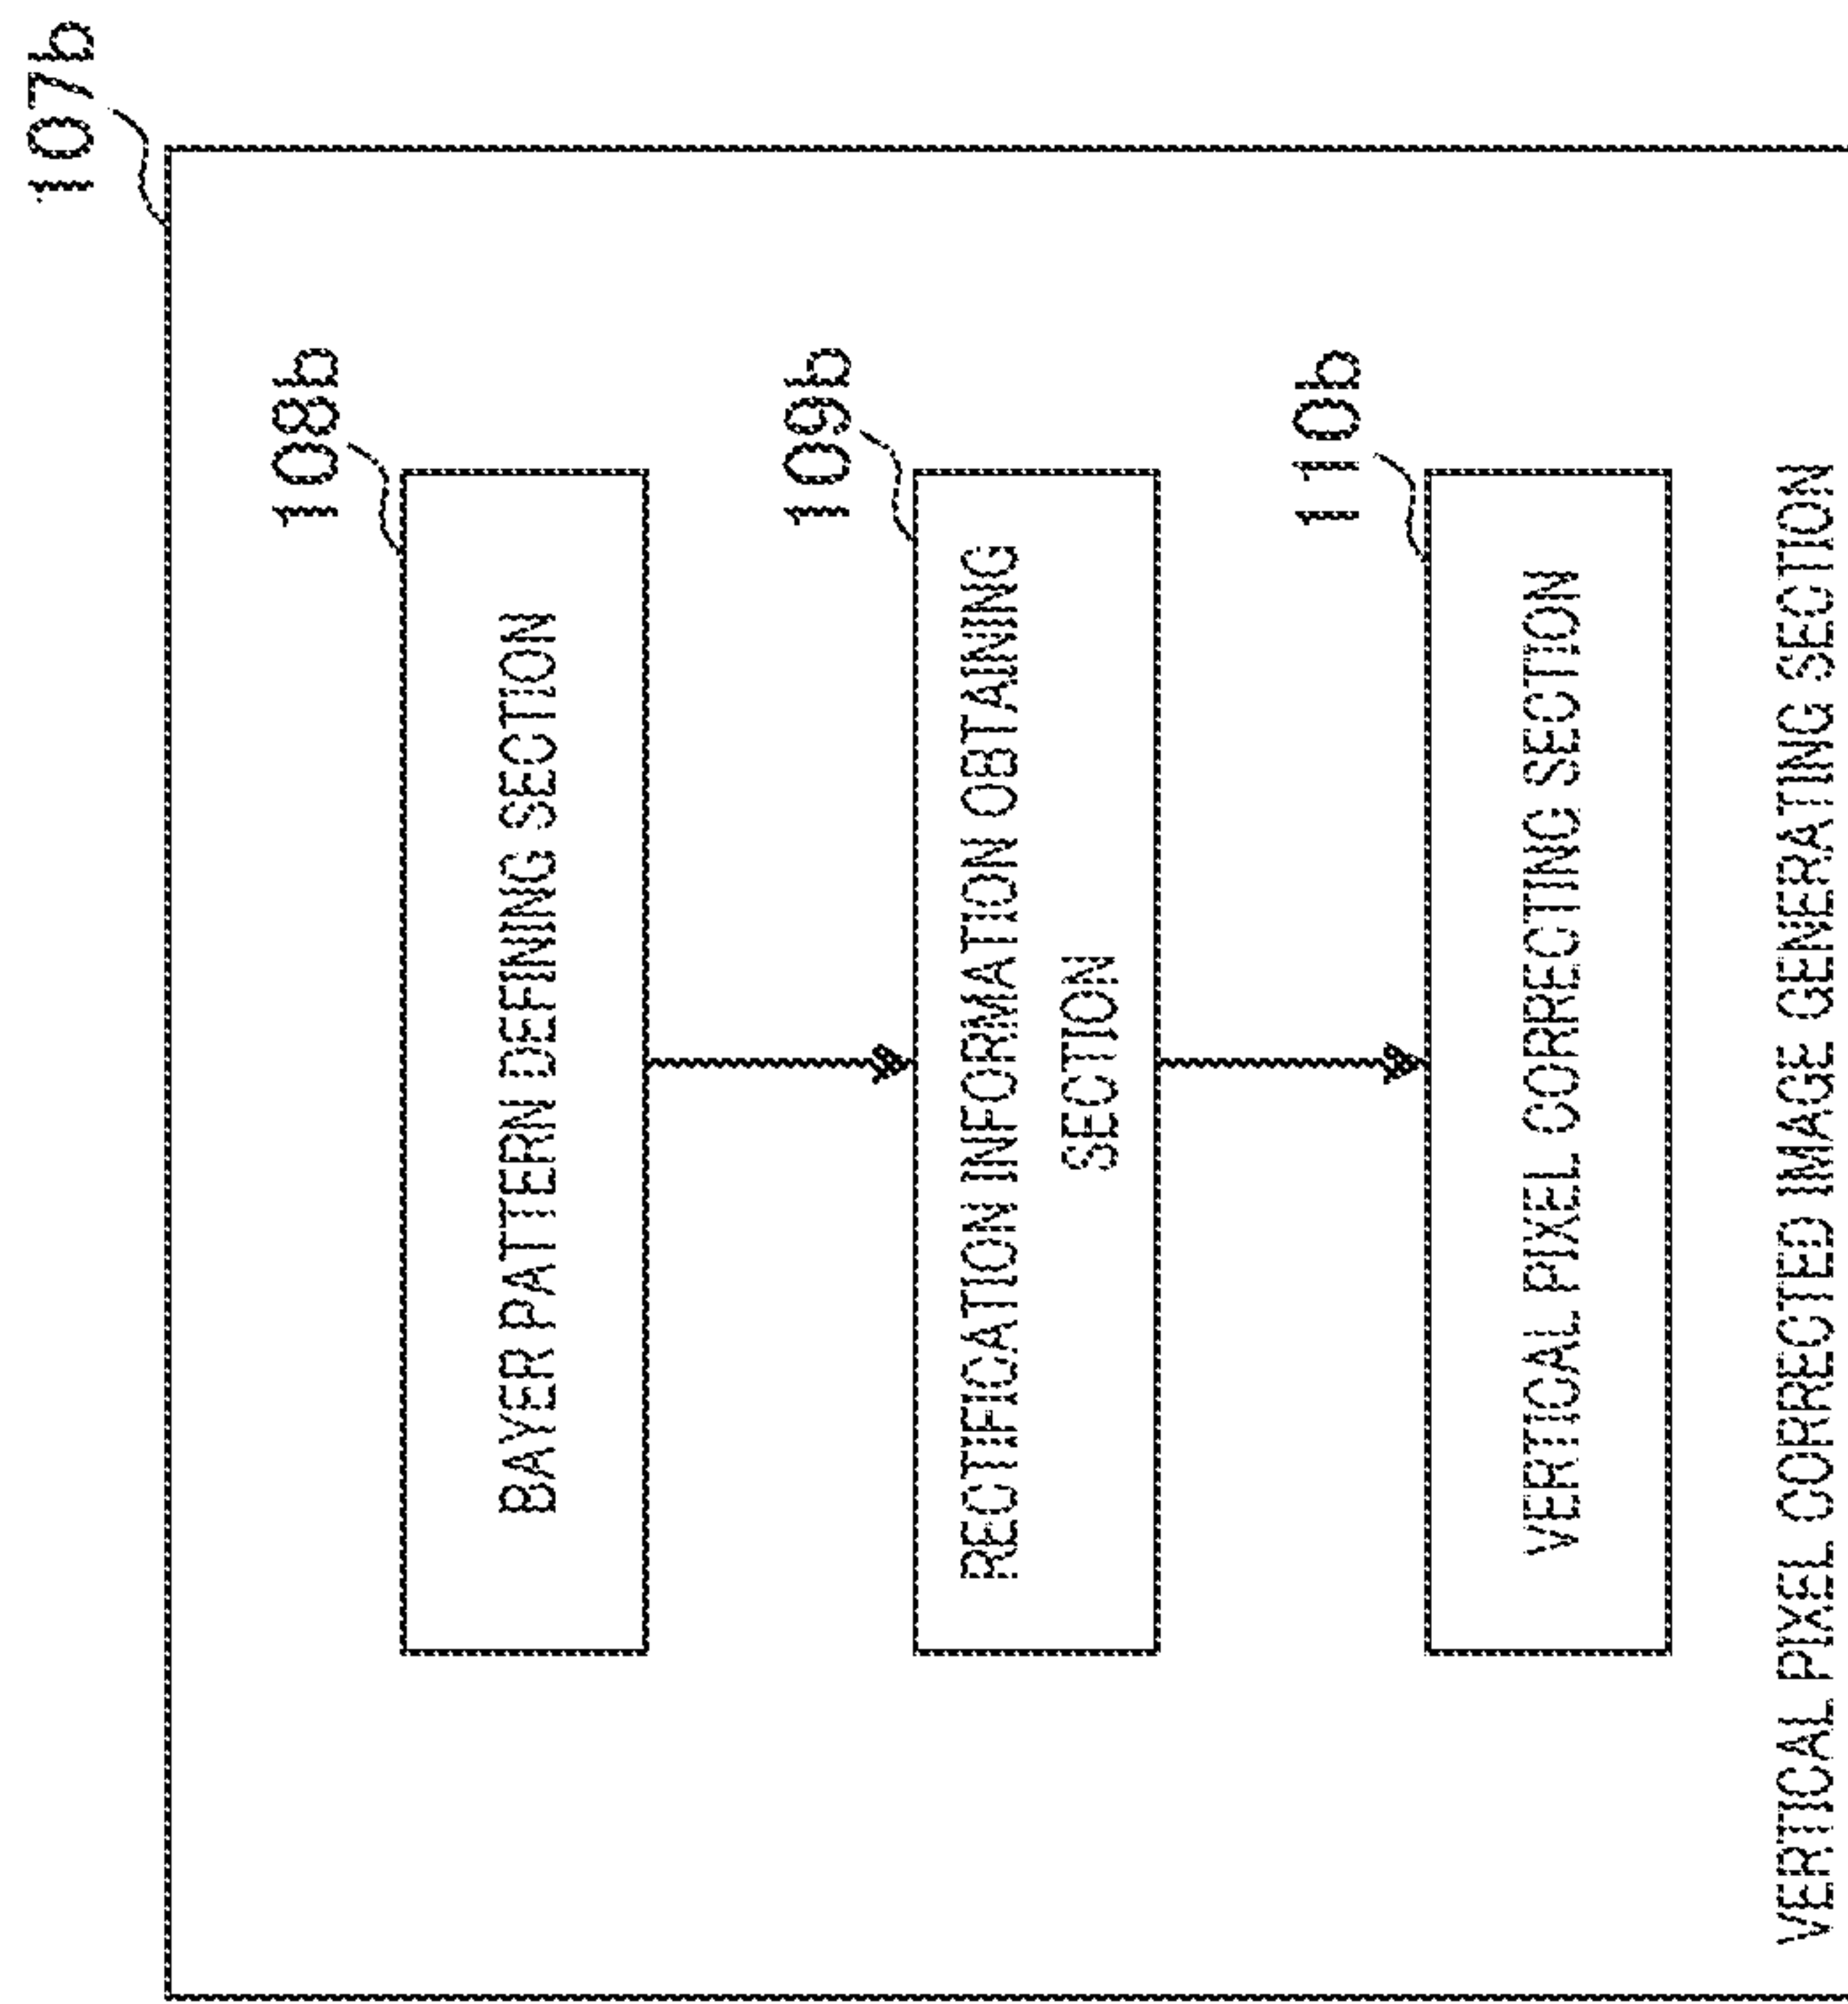 107b
108b
BAYER PATTERN DEFINING SECTION
109b
RECTIFICATION INFORMATION OBTAINING
SECTION
110b
VERTICAL PIXEL CORRECTING SECTION
VERTICAL PIXEL CORRECTED IMAGE GENERATING SECTION